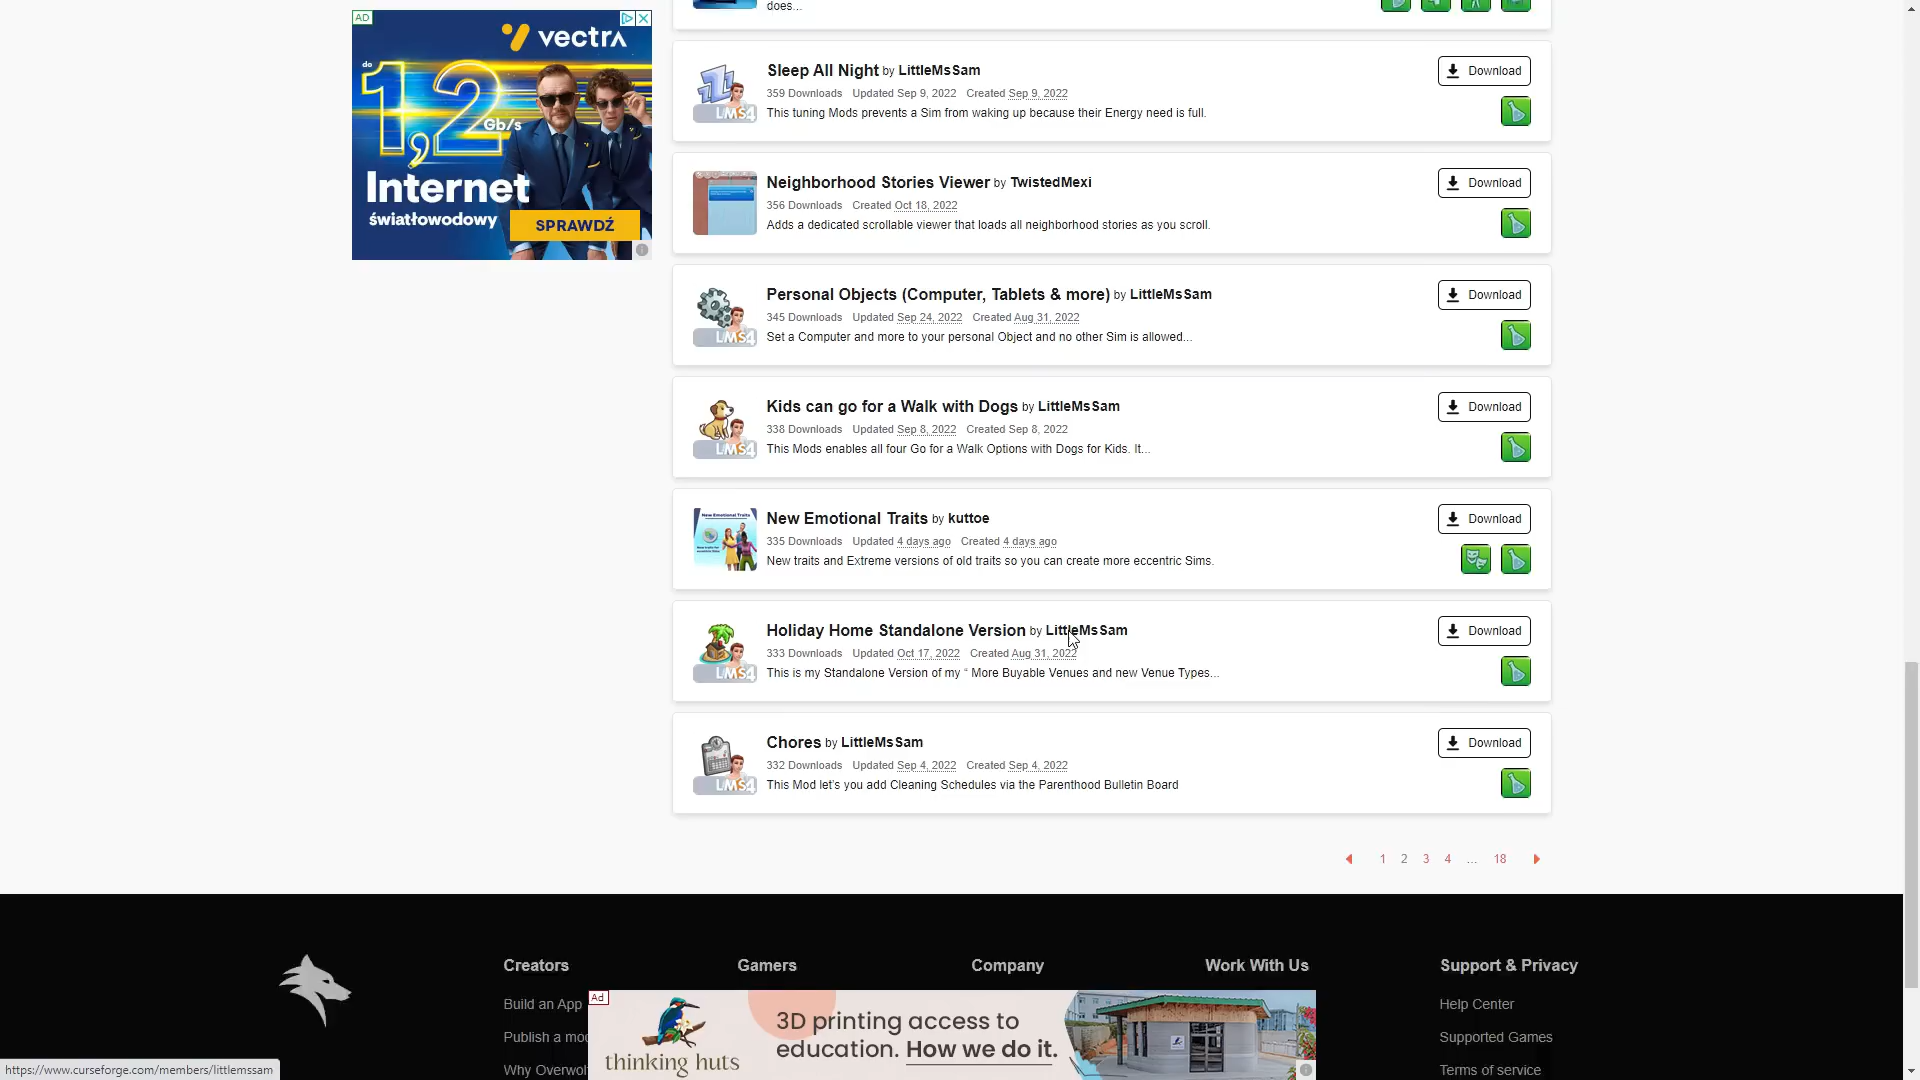 does...
AD
vectra
do
1,2
Gb/s
Internet
światłowodowy
SPRAWDŹ
Sleep All Night by LittleMsSam
359 Downloads Updated Sep 9, 2022 Created Sep 9, 2022
This tuning Mods prevents a Sim from waking up because their Energy need is full.
Download
LMS4
Neighborhood Stories Viewer by TwistedMexi
356 Downloads Created Oct 18, 2022
Adds a dedicated scrollable viewer that loads all neighborhood stories as you scroll.
Download
Personal Objects (Computer, Tablets & more) by LittleMsSam
345 Downloads Updated Sep 24, 2022 Created Aug 31, 2022
Set a Computer and more to your personal Object and no other Sim is allowed...
Download
LMS4
Kids can go for a Walk with Dogs by LittleMsSam
338 Downloads Updated Sep 8, 2022 Created Sep 8, 2022
This Mods enables all four Go for a Walk Options with Dogs for Kids. It...
Download
LMS4
New Emotional Traits
New Emotional Traits by kuttoe
335 Downloads Updated 4 days ago Created 4 days ago
New traits and Extreme versions of old traits so you can create more eccentric Sims.
Download
Holiday Home Standalone Version by LittleMsSam
333 Downloads Updated Oct 17, 2022 Created Aug 31, 2022
This is my Standalone Version of my “ More Buyable Venues and new Venue Types...
Download
LMS4
Chores by LittleMsSam
332 Downloads Updated Sep 4, 2022 Created Sep 4, 2022
This Mod let's you add Cleaning Schedules via the Parenthood Bulletin Board
Download
LMS4
1 2 3 4 ... 18
Creators
Build an App
Publish a mo
Why Overwol
Gamers
Company
Work With Us
Support & Privacy
Help Center
Supported Games
Terms of service
Ad
thinking huts
3D printing access to
education. How we do it.
https://www.curseforge.com/members/littlemssam